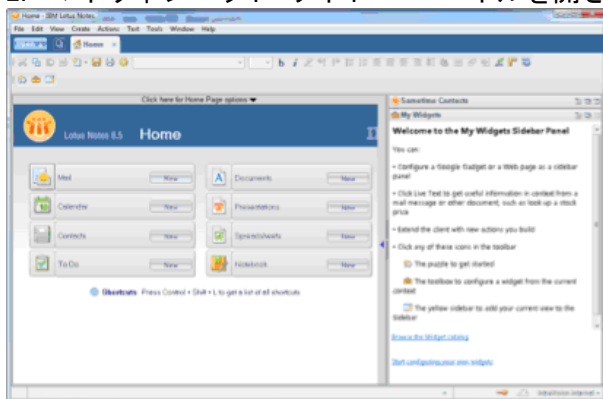 Home - IBM Lotus Notes
File Edit View Create Actions Text Tools Window Help
Home
Click here for Home Page options
Lotus Notes 8.5 Home
Mail New
Documents New
Calendar New
Presentations New
Contacts New
Spreadsheets New
To Do New
Notebook New
Shortcuts Press Control + Shift + L to get a list of all shortcuts
Sametime Contacts
My Widgets
Welcome to the My Widgets Sidebar Panel
You can:
• Configure a Google Gadget or a Web page as a sidebar
panel
• Click Live Text to get useful information in context from a
mail message or other document, such as look up a stock
price
• Extend the client with new actions you build
• Click any of these icons in the toolbar
The puzzle to get started
The toolbox to configure a widget from the current
context
The yellow sidebar to add your current view to the
Sidebar
Browse the Widget catalog
Start configuring your own widgets